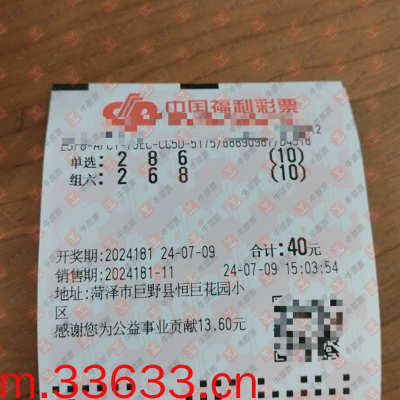 中国福利彩票
单选: 2 8 6 (10)
组六: 2 6 8 (10)
开奖期: 2024181 24-07-09 合计: 40元
销售期: 2024181-11 24-07-09 15:03:54
地址: 菏泽市巨野县恒巨花园小
区
感谢您为公益事业贡献13.60元
m.33633.cn